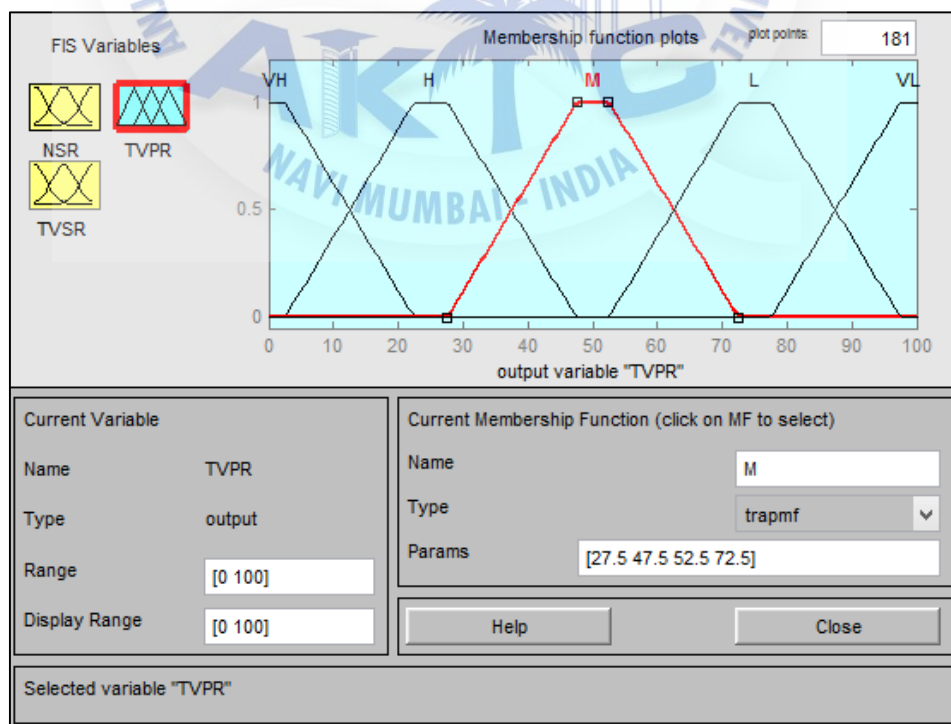 FIS Variables
Membership function plots
plot points:
181
NSR
TVPR
TVSR
VH
H
M
L
VL
1
0.5
0
0 10 20 30 40 50 60 70 80 90 100
output variable "TVPR"
AKTC
NAVI MUMBAI - INDIA
Current Variable
Name TVPR
Type output
Range [0 100]
Display Range [0 100]
Current Membership Function (click on MF to select)
Name M
Type trapmf
Params [27.5 47.5 52.5 72.5]
Help
Close
Selected variable "TVPR"